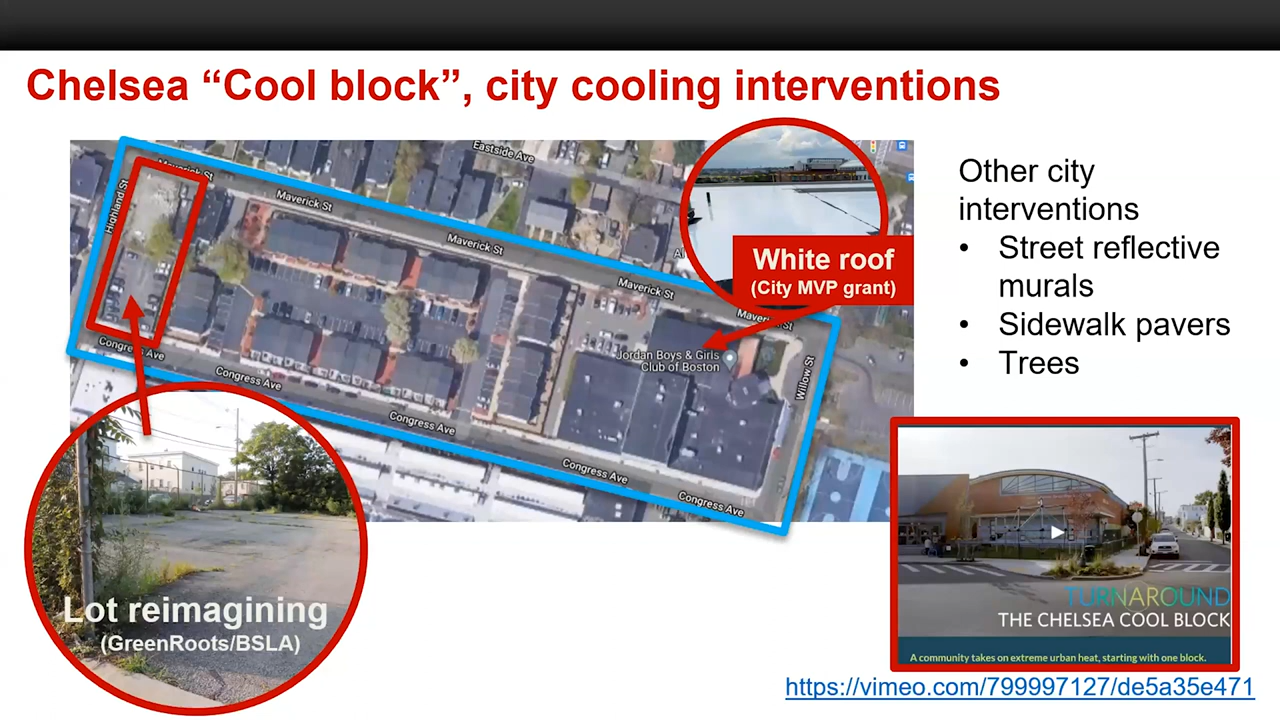 Chelsea “Cool block”, city cooling interventions
Eastside Ave
Maverick St
Highland St
Maverick St
Maverick St
Maverick St
Maverick St
White roof
(City MVP grant)
Jordan Boys & Girls
Club of Boston
Willow St
Congress Ave
Congress Ave
Congress Ave
Congress Ave
Congress Ave
Lot reimagining
(GreenRoots/BSLA)
Other city
interventions
• Street reflective
murals
• Sidewalk pavers
• Trees
TURNAROUND
THE CHELSEA COOL BLOCK
A community takes on extreme urban heat, starting with one block.
https://vimeo.com/799997127/de5a35e471